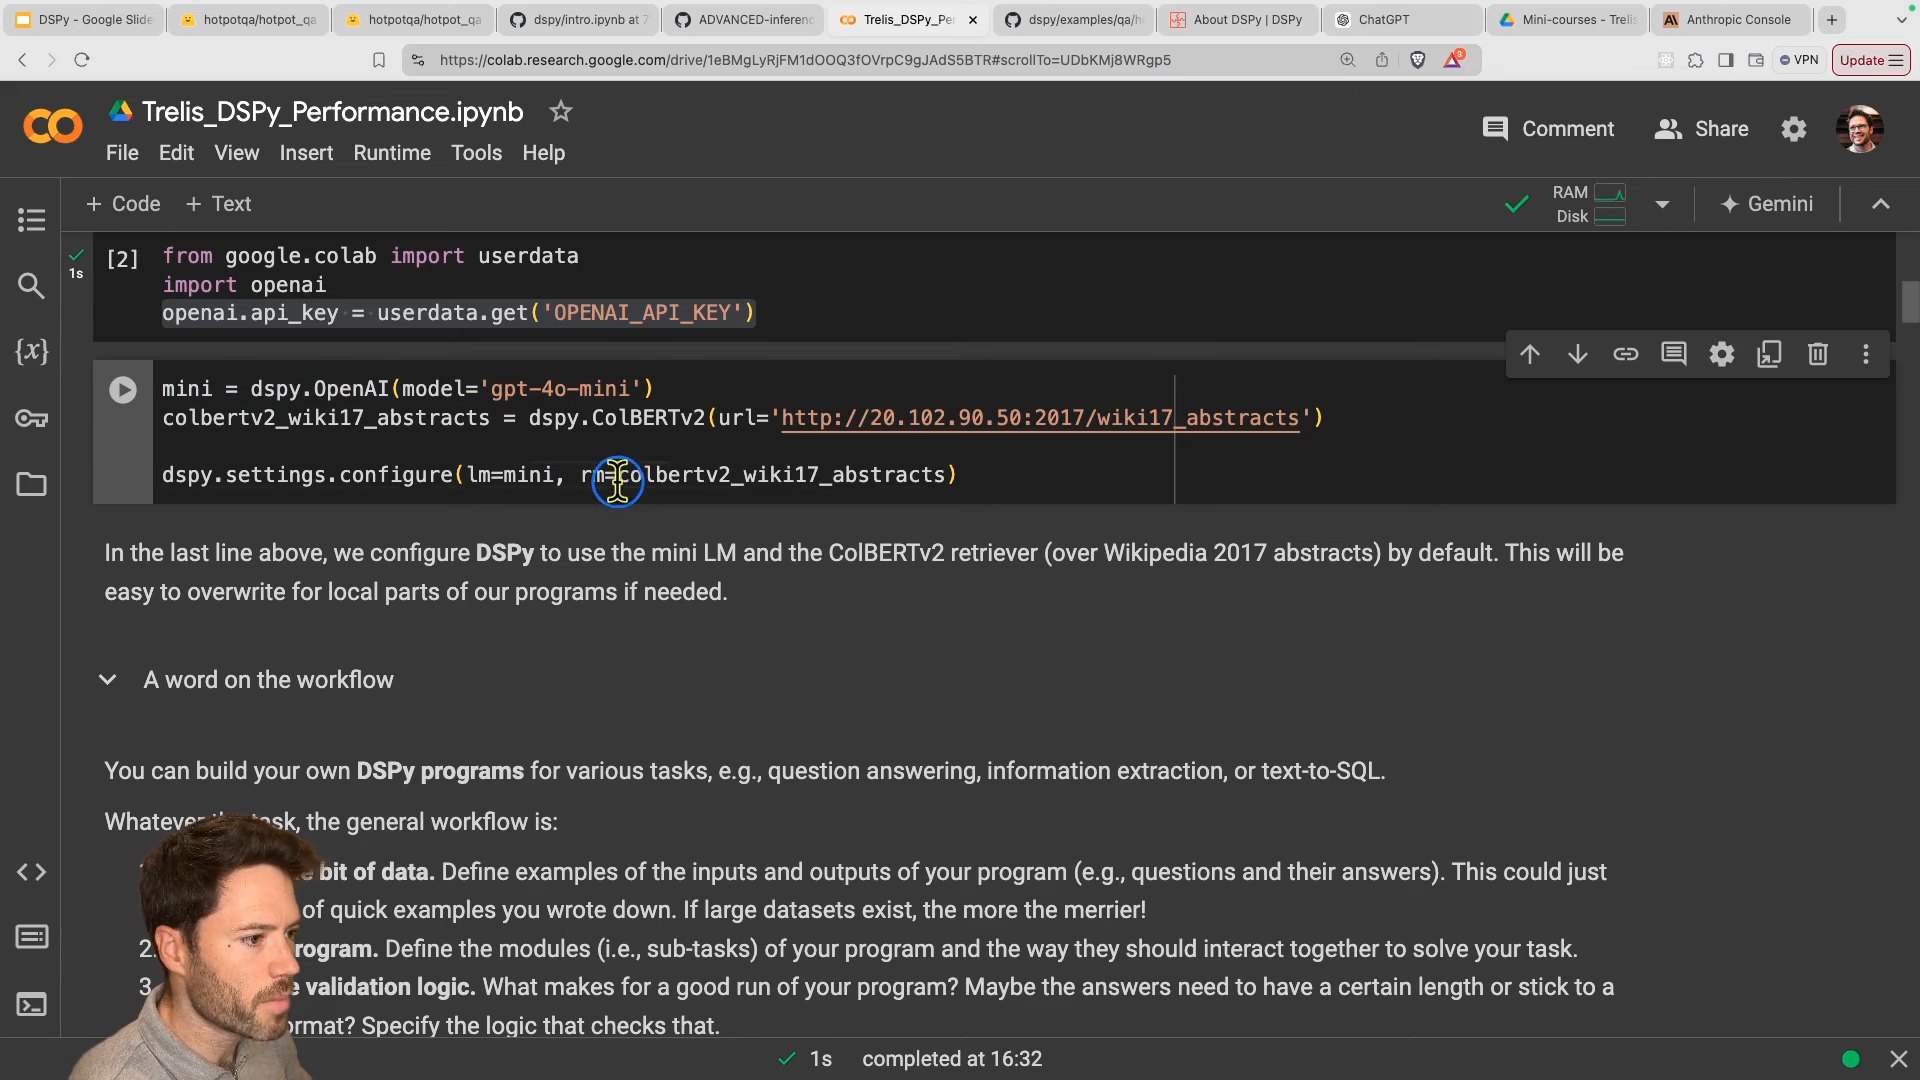 DSPy - Google Slide
hotpotqa/hotpot_qa
hotpotqa/hotpot_qa
dspy/intro.ipynb at 7
ADVANCED-inferenc
Trelis_DSPy_Pe
dspy/examples/qa/h
About DSPy | DSPy
ChatGPT
Mini-courses - Trelis
Anthropic Console
https://colab.research.google.com/drive/1eBMgLyRjFM1dOOQ3fOVrpC9gJAdS5BTR#scrollTo=UDbKMj8WRgp5
3
VPN
Update
Trelis_DSPy_Performance.ipynb
Comment
Share
File Edit View Insert Runtime Tools Help
+ Code + Text
RAM
Disk
Gemini
1s
[2]
from google.colab import userdata
import openai
openai.api_key = userdata.get('OPENAI_API_KEY')
mini = dspy.OpenAI(model='gpt-4o-mini')
colbertv2_wiki17_abstracts = dspy.ColBERTv2(url='http://20.102.90.50:2017/wiki17_abstracts')
dspy.settings.configure(lm=mini, rm=colbertv2_wiki17_abstracts)
In the last line above, we configure DSPy to use the mini LM and the ColBERTv2 retriever (over Wikipedia 2017 abstracts) by default. This will be
easy to overwrite for local parts of our programs if needed.
A word on the workflow
You can build your own DSPy programs for various tasks, e.g., question answering, information extraction, or text-to-SQL.
Whatever task, the general workflow is:
bit of data. Define examples of the inputs and outputs of your program (e.g., questions and their answers). This could just
of quick examples you wrote down. If large datasets exist, the more the merrier!
2. rogram. Define the modules (i.e., sub-tasks) of your program and the way they should interact together to solve your task.
3 validation logic. What makes for a good run of your program? Maybe the answers need to have a certain length or stick to a
ormat? Specify the logic that checks that.
1s completed at 16:32